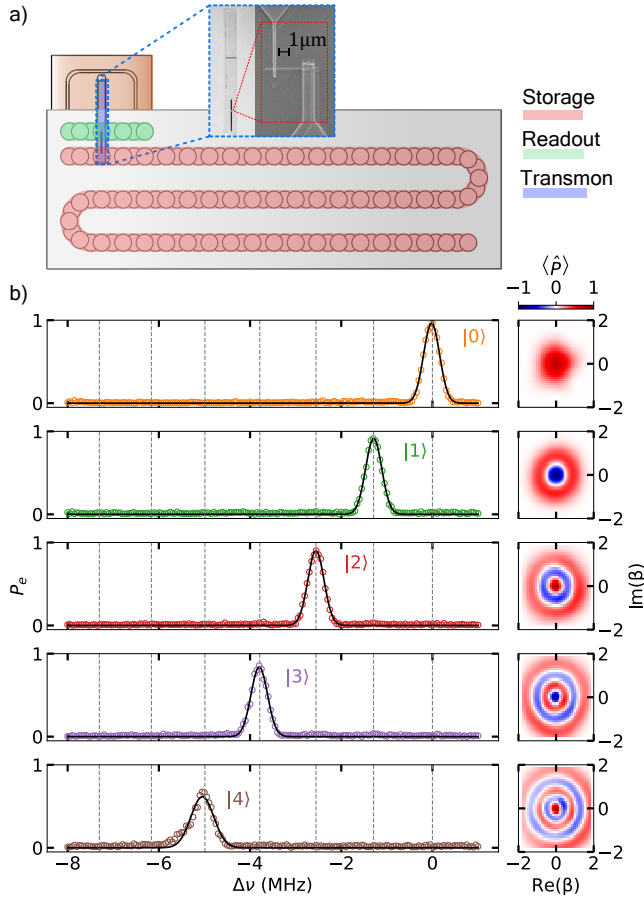 a)
1μm
Storage
Readout
Transmon
b)
⟨P̂⟩
−1 0 1
1
0
|0⟩
2
0
−2
1
0
|1⟩
2
0
−2
1
0
|2⟩
2
0
−2
1
0
|3⟩
2
0
−2
1
0
|4⟩
2
0
−2
Pₑ
Im(β)
−8 −6 −4 −2 0
−2 0 2
Δν (MHz)
Re(β)